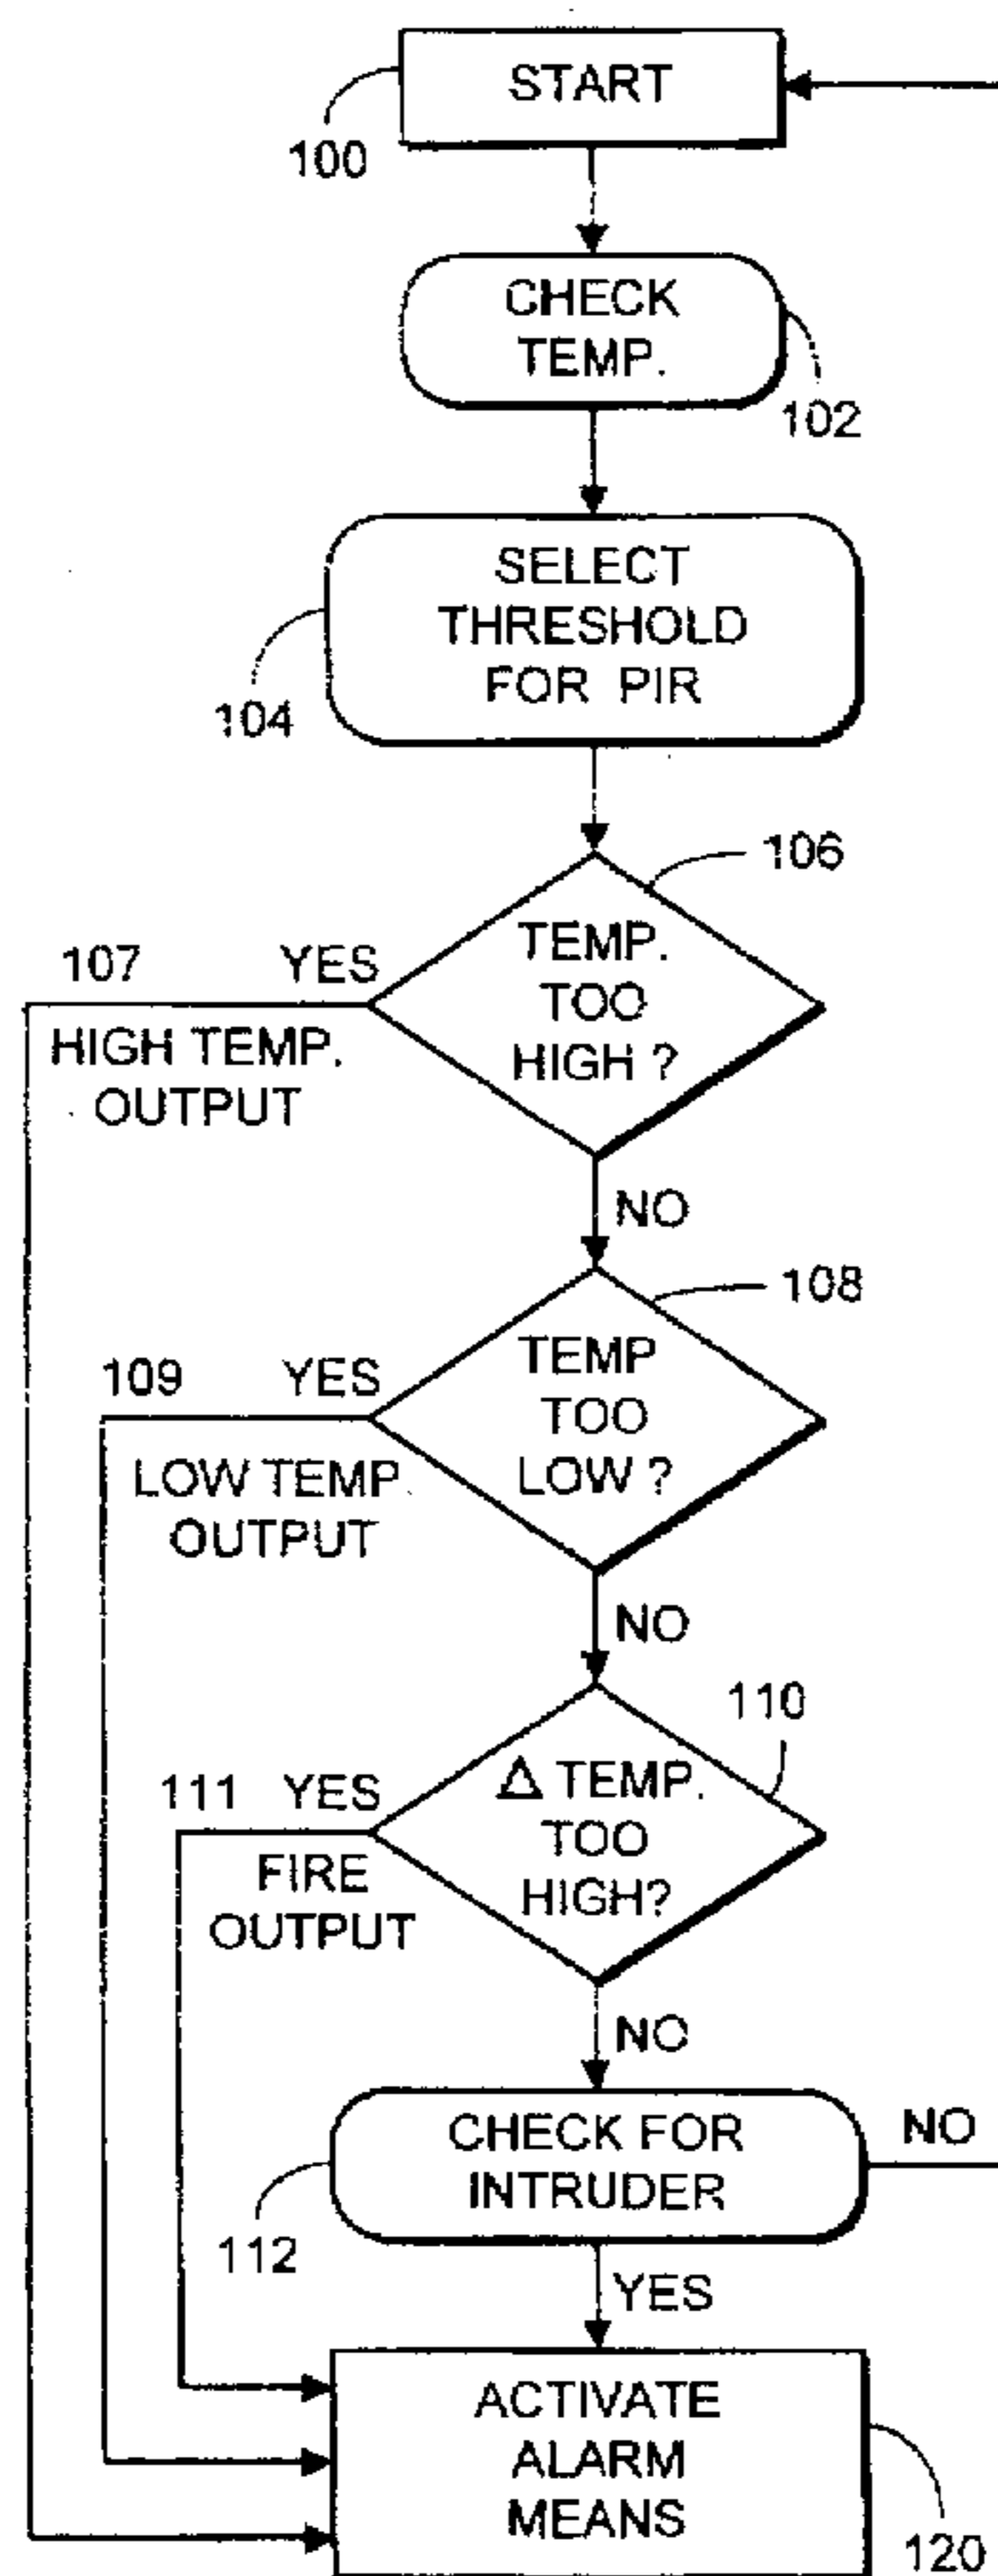 START
100
CHECK
TEMP.
102
SELECT
THRESHOLD
FOR PIR
104
106
TEMP.
TOO
HIGH ?
107 YES
HIGH TEMP.
OUTPUT
NO
108
TEMP
TOO
LOW ?
109 YES
LOW TEMP
OUTPUT
NO
110
Δ TEMP.
TOO
HIGH?
111 YES
FIRE
OUTPUT
NO
CHECK FOR
INTRUDER
NO
112
YES
ACTIVATE
ALARM
MEANS
120